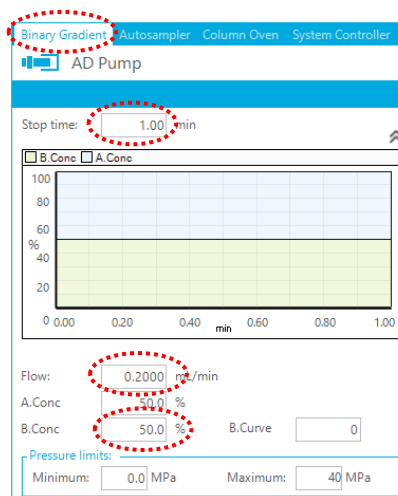 Binary Gradient Autosampler Column Oven System Controller
AD Pump
Stop time: 1.00 min
B.Conc A.Conc
100
80
60
%
40
20
0 0.00 0.20 0.40 min 0.60 0.80 1.00
Flow: 0.2000 mL/min
A.Conc 50.0 %
B.Conc 50.0 % B.Curve 0
Pressure limits:
Minimum: 0.0 MPa Maximum: 40 MPa